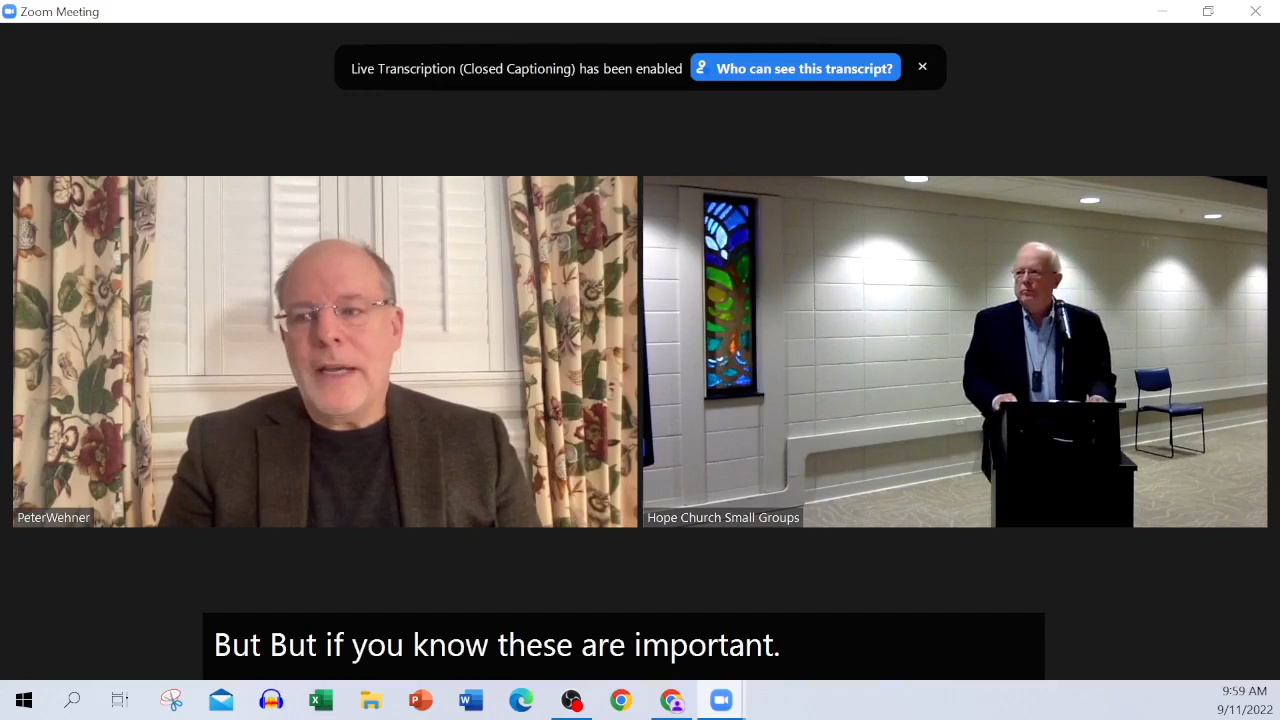 Zoom Meeting
Live Transcription (Closed Captioning) has been enabled
Who can see this transcript?
PeterWehner
Hope Church Small Groups
But But if you know these are important.
9:59 AM
9/11/2022